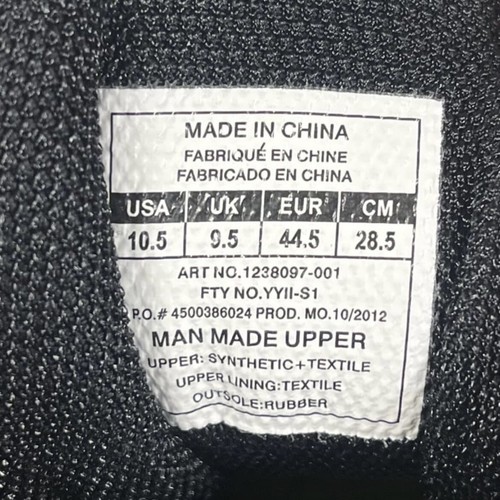 MADE IN CHINA
FABRIQUÉ EN CHINE
FABRICADO EN CHINA
USA UK EUR CM
10.5 9.5 44.5 28.5
ART NO.1238097-001
FTY NO.YYII-S1
P.O.# 4500386024 PROD. MO.10/2012
MAN MADE UPPER
UPPER: SYNTHETIC+TEXTILE
UPPER LINING:TEXTILE
OUTSOLE:RUBBER